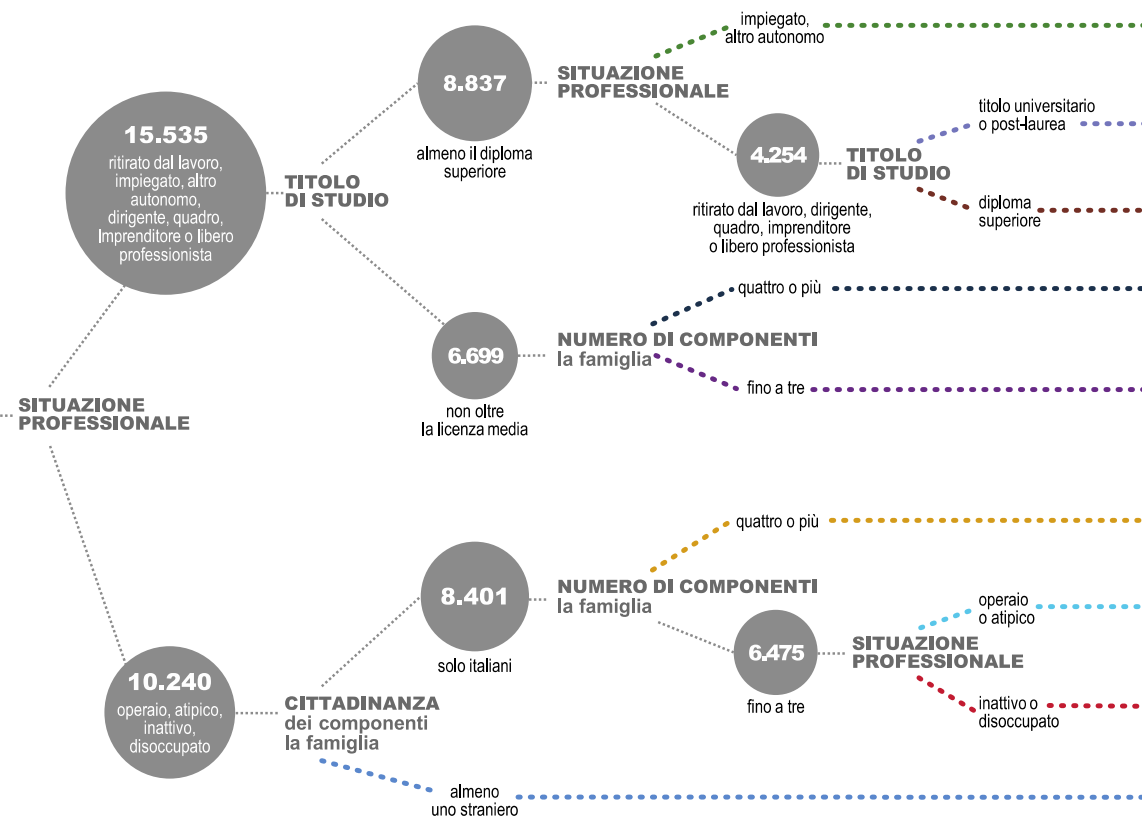 impiegato,
altro autonomo
8.837
SITUAZIONE
PROFESSIONALE
almeno il diploma
superiore
titolo universitario
o post-laurea
15.535
ritirato dal lavoro,
impiegato, altro
autonomo,
dirigente, quadro,
Imprenditore o libero
professionista
TITOLO
DI STUDIO
4.254
TITOLO
DI STUDIO
ritirato dal lavoro, dirigente,
quadro, imprenditore
o libero professionista
diploma
superiore
quattro o più
6.699
NUMERO DI COMPONENTI
la famiglia
non oltre
la licenza media
fino a tre
SITUAZIONE
PROFESSIONALE
quattro o più
8.401
NUMERO DI COMPONENTI
la famiglia
solo italiani
operaio
o atipico
6.475
SITUAZIONE
PROFESSIONALE
fino a tre
inattivo o
disoccupato
10.240
operaio, atipico,
inattivo,
disoccupato
CITTADINANZA
dei componenti
la famiglia
almeno
uno straniero